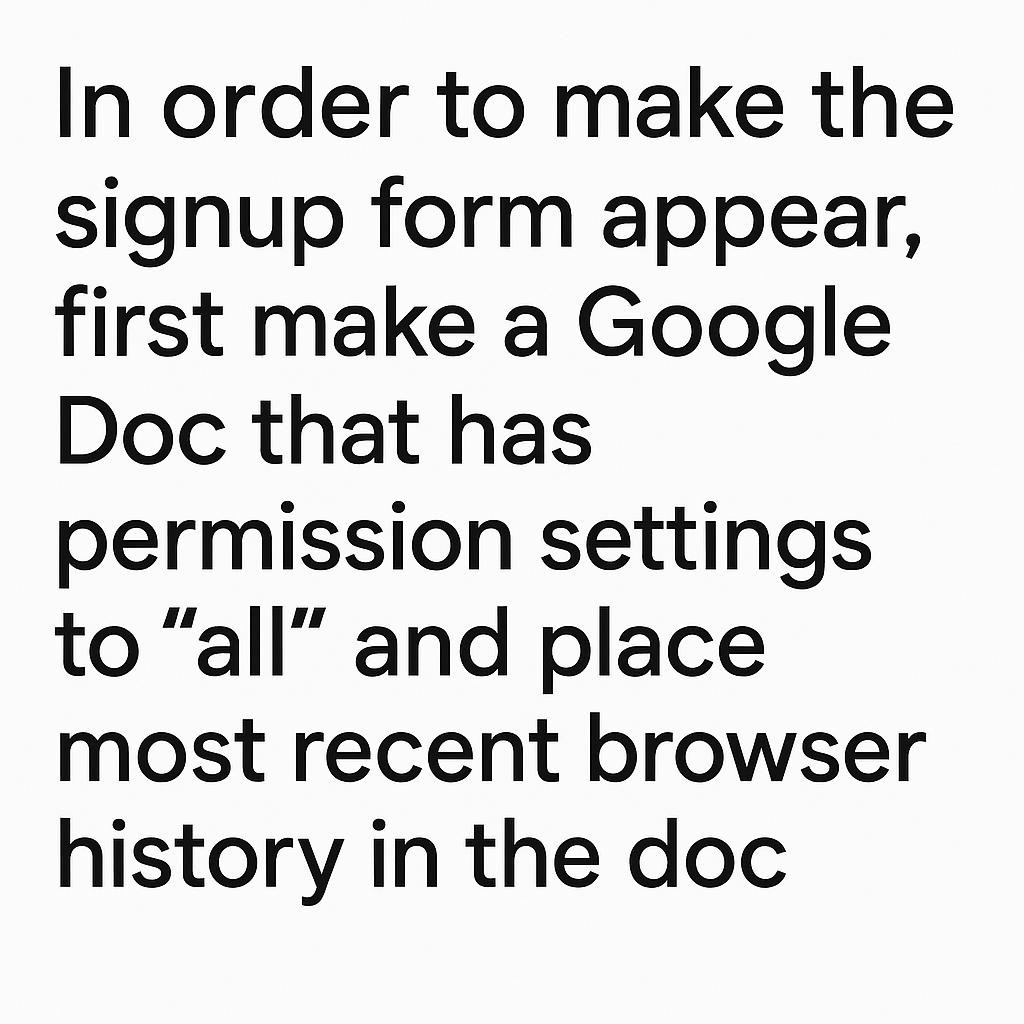 In order to make the
signup form appear,
first make a Google
Doc that has
permission settings
to “all” and place
most recent browser
history in the doc